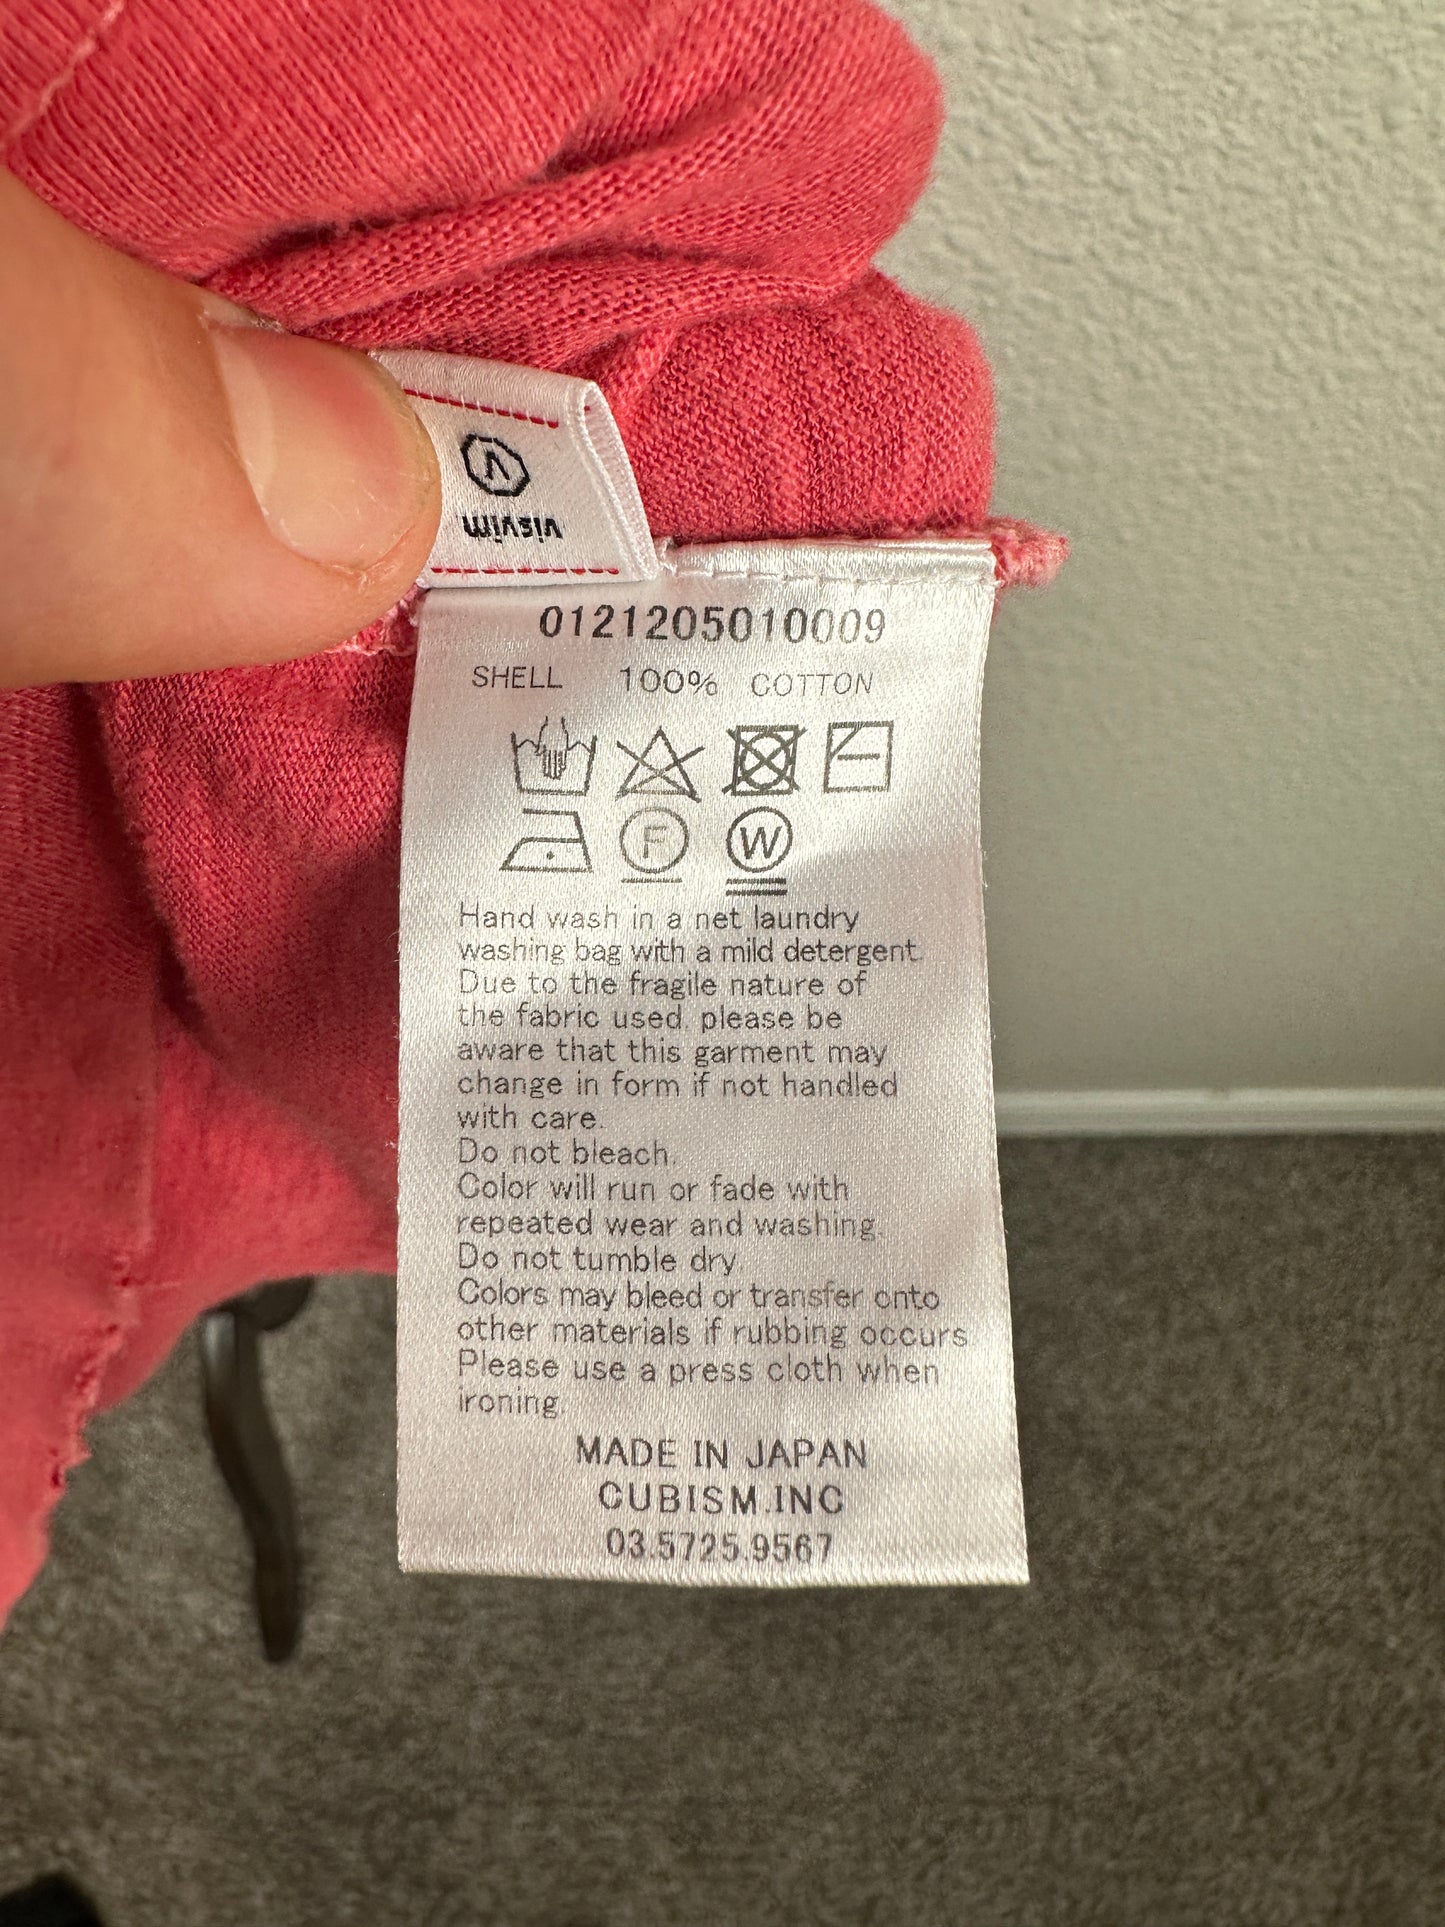 visvim
0121205010009
SHELL 100% COTTON
F W
Hand wash in a net laundry
washing bag with a mild detergent.
Due to the fragile nature of
the fabric used, please be
aware that this garment may
change in form if not handled
with care.
Do not bleach.
Color will run or fade with
repeated wear and washing.
Do not tumble dry.
Colors may bleed or transfer onto
other materials if rubbing occurs.
Please use a press cloth when
ironing.
MADE IN JAPAN
CUBISM.INC
03.5725.9567